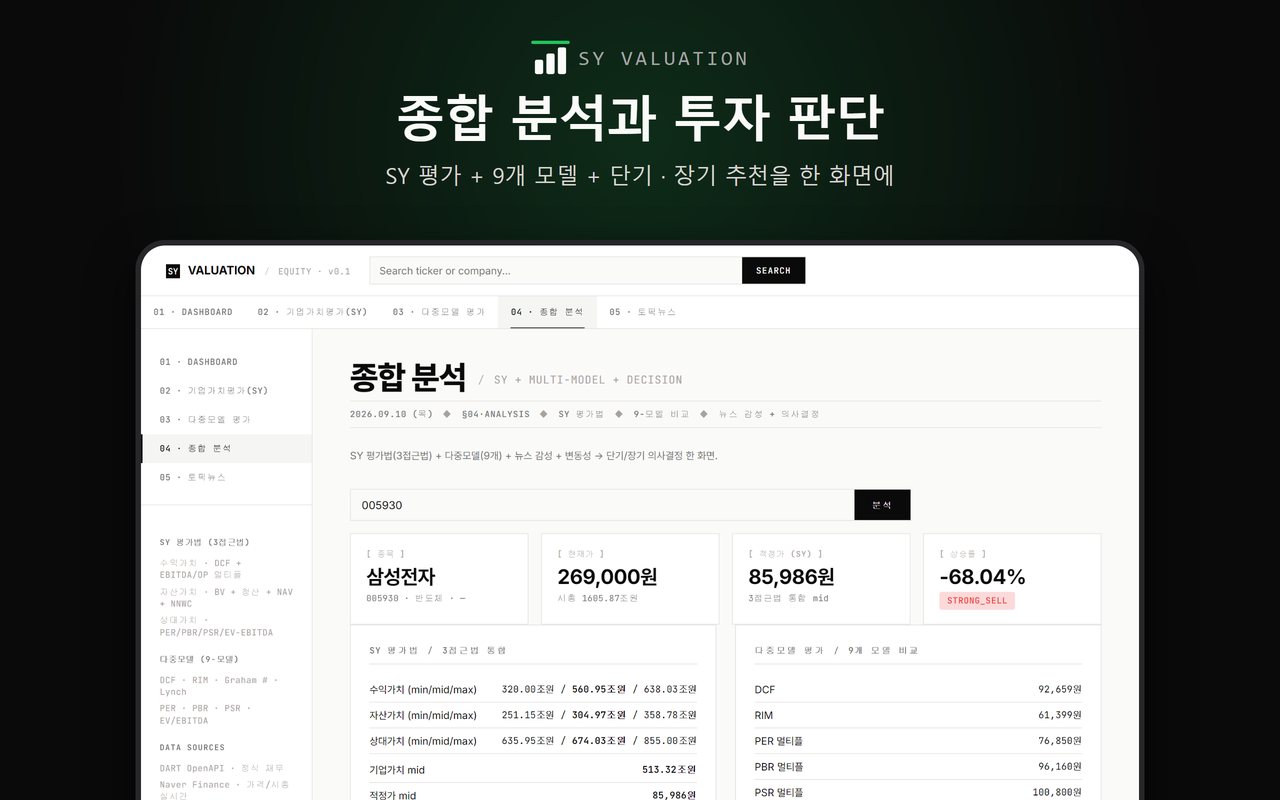 SY VALUATION
종합 분석과 투자 판단
SY 평가 + 9개 모델 + 단기 · 장기 추천을 한 화면에
SY VALUATION / EQUITY · v0.1
Search ticker or company...
SEARCH
01 · DASHBOARD
02 · 기업가치평가(SY)
03 · 다중모델 평가
04 · 종합 분석
05 · 토픽뉴스
01 · DASHBOARD
02 · 기업가치평가(SY)
03 · 다중모델 평가
04 · 종합 분석
05 · 토픽뉴스
SY 평가법 (3접근법)
수익가치 · DCF +
EBITDA/OP 멀티플
자산가치 · BV + 청산 + NAV
+ NNWC
상대가치 ·
PER/PBR/PSR/EV-EBITDA
다중모델 (9-모델)
DCF · RIM · Graham # ·
Lynch
PER · PBR · PSR ·
EV/EBITDA
DATA SOURCES
DART OpenAPI · 정식 재무
Naver Finance · 가격/시총
실시간
종합 분석 / SY + MULTI-MODEL + DECISION
2026.09.10 (목) ◆ §04·ANALYSIS ◆ SY 평가법 ◆ 9-모델 비교 ◆ 뉴스 감성 + 의사결정
SY 평가법(3접근법) + 다중모델(9개) + 뉴스 감성 + 변동성 → 단기/장기 의사결정 한 화면.
005930
분석
[ 종목 ]
삼성전자
005930 · 반도체 · —
[ 현재가 ]
269,000원
시총 1605.87조원
[ 적정가 (SY) ]
85,986원
3접근법 통합 mid
[ 상승률 ]
-68.04%
STRONG_SELL
SY 평가법 / 3접근법 통합
수익가치 (min/mid/max) 320.00조원 / 560.95조원 / 638.03조원
자산가치 (min/mid/max) 251.15조원 / 304.97조원 / 358.78조원
상대가치 (min/mid/max) 635.95조원 / 674.03조원 / 855.00조원
기업가치 mid 513.32조원
적정가 mid 85,986원
다중모델 평가 / 9개 모델 비교
DCF 92,659원
RIM 61,399원
PER 멀티플 76,850원
PBR 멀티플 96,160원
PSR 멀티플 100,800원